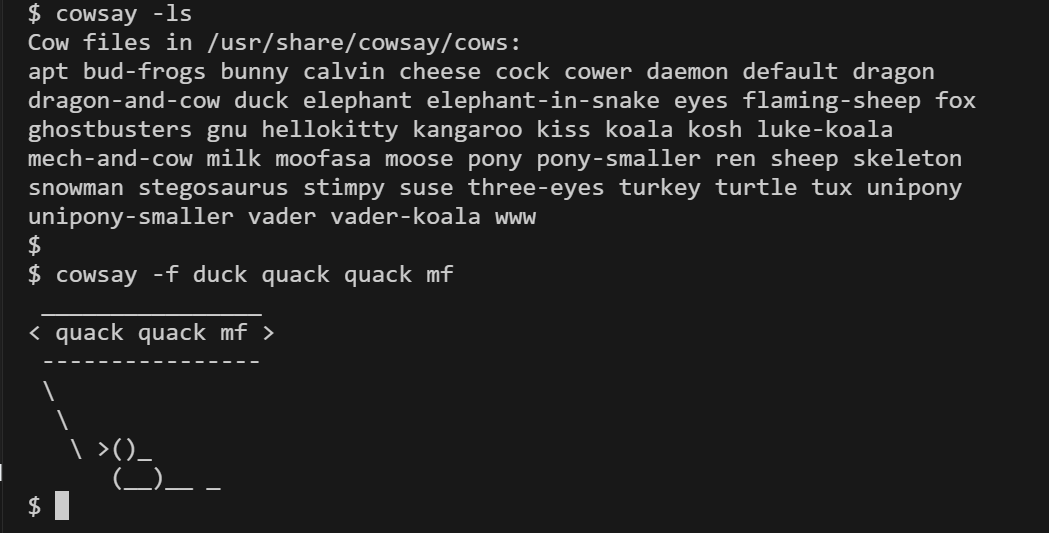 $ cowsay -ls
Cow files in /usr/share/cowsay/cows:
apt bud-frogs bunny calvin cheese cock cower daemon default dragon
dragon-and-cow duck elephant elephant-in-snake eyes flaming-sheep fox
ghostbusters gnu hellokitty kangaroo kiss koala kosh luke-koala
mech-and-cow milk moofasa moose pony pony-smaller ren sheep skeleton
snowman stegosaurus stimpy suse three-eyes turkey turtle tux unipony
unipony-smaller vader vader-koala www
$
$ cowsay -f duck quack quack mf
 ________________
< quack quack mf >
 ----------------
 \
  \
   \ >()_
      (__)__ _
$